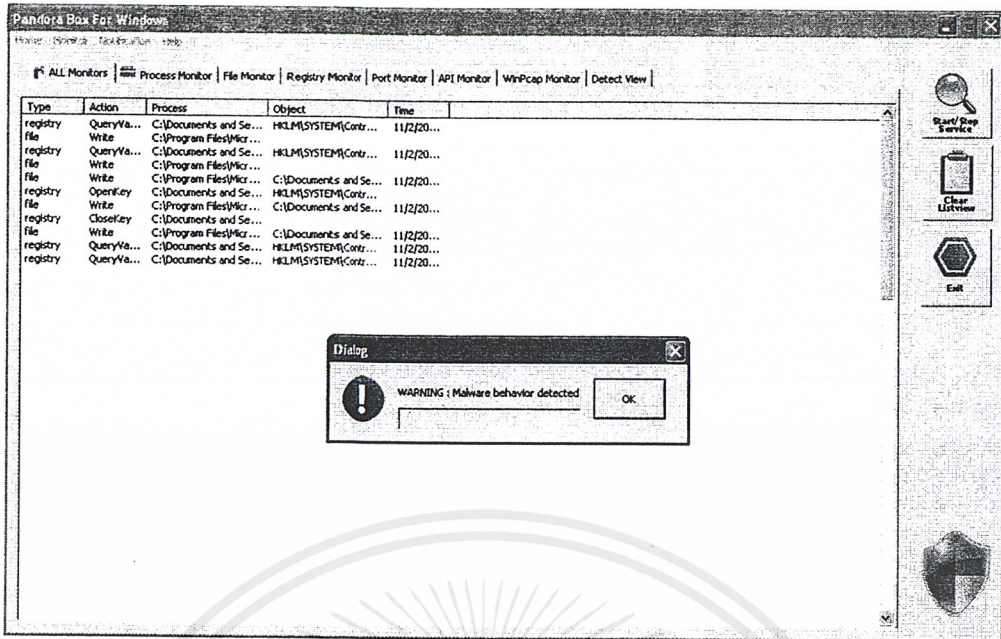 Pandora Box For Windows
Home Monitor Notification Help
ALL Monitors Process Monitor File Monitor Registry Monitor Port Monitor API Monitor WinPcap Monitor Detect View
Type Action Process Object Time
registry QueryVa... C:\Documents and Se... HKLM\SYSTEM\Contr... 11/2/20...
file Write C:\Program Files\Micr...
registry QueryVa... C:\Documents and Se... HKLM\SYSTEM\Contr... 11/2/20...
file Write C:\Program Files\Micr...
file Write C:\Program Files\Micr... C:\Documents and Se... 11/2/20...
registry OpenKey C:\Documents and Se... HKLM\SYSTEM\Contr...
file Write C:\Program Files\Micr... C:\Documents and Se... 11/2/20...
registry CloseKey C:\Documents and Se...
file Write C:\Program Files\Micr... C:\Documents and Se... 11/2/20...
registry QueryVa... C:\Documents and Se... HKLM\SYSTEM\Contr... 11/2/20...
registry QueryVa... C:\Documents and Se... HKLM\SYSTEM\Contr... 11/2/20...
Start/Stop
Service
Clear
Listview
Exit
Dialog
WARNING : Malware behavior detected
OK